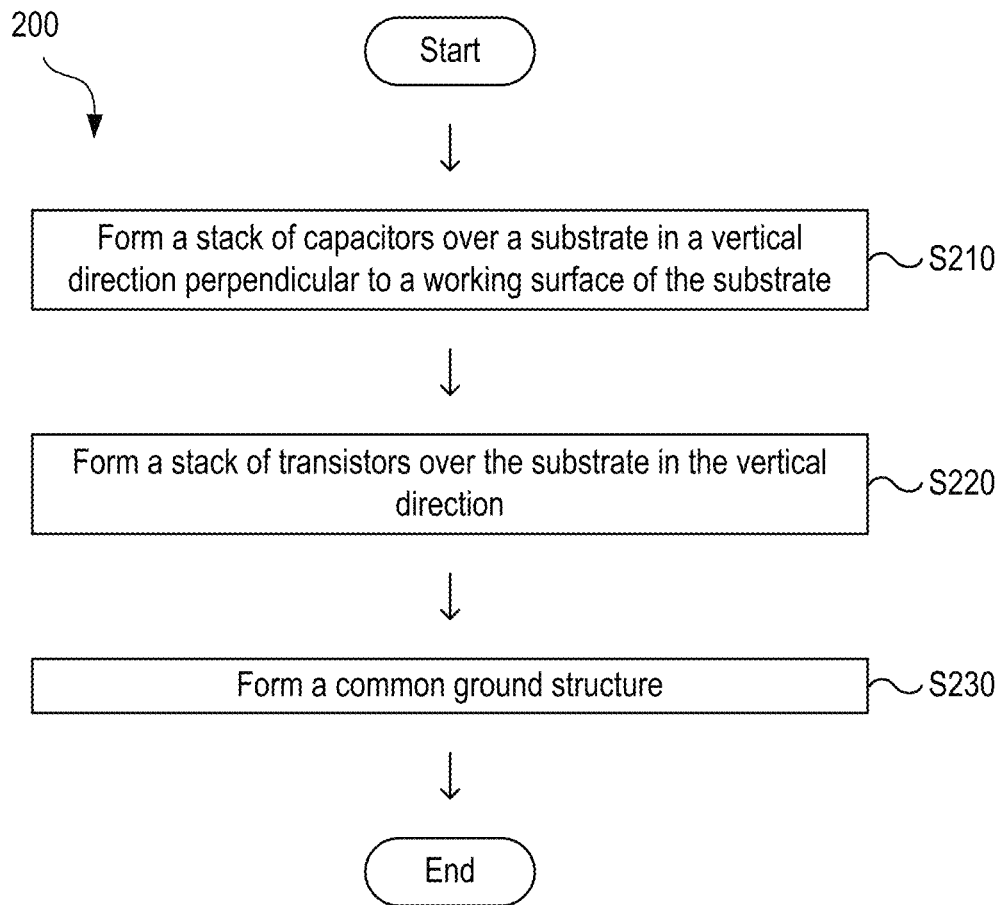 200
Start
Form a stack of capacitors over a substrate in a vertical
direction perpendicular to a working surface of the substrate
S210
Form a stack of transistors over the substrate in the vertical
direction
S220
Form a common ground structure
S230
End